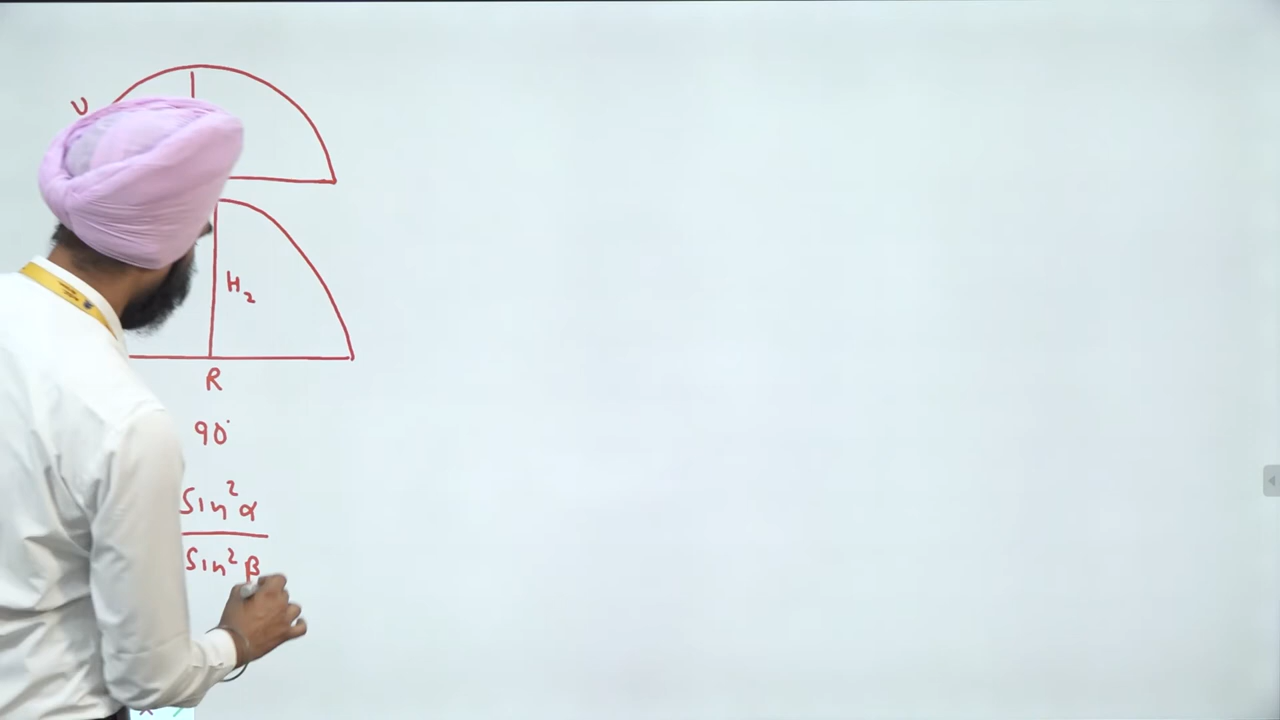 U
H₂
R
90°
Sin²α
Sin²β